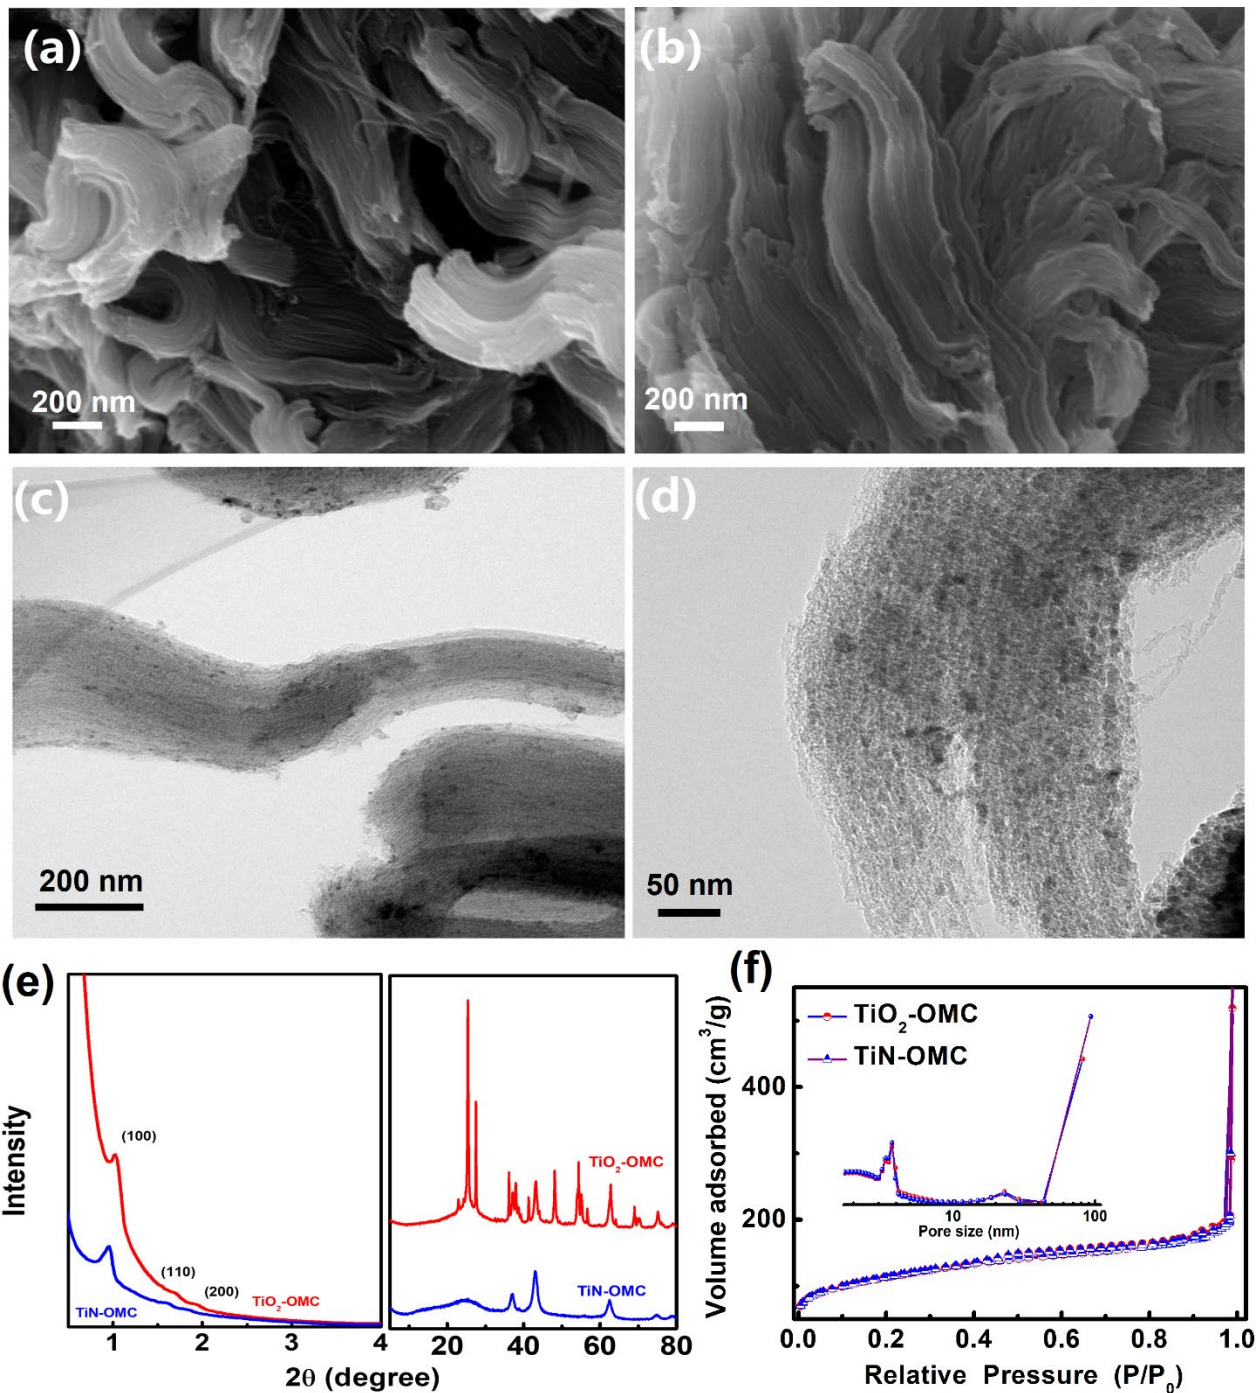 (a)
200 nm
(b)
200 nm
(c)
200 nm
(d)
50 nm
(e)
Intensity
(100)
(110)
(200)
TiN-OMC
TiO₂-OMC
1 2 3 4
TiO₂-OMC
TiN-OMC
20 40 60 80
2θ (degree)
(f)
Volume adsorbed (cm³/g)
TiO₂-OMC
TiN-OMC
400
200
10 100
Pore size (nm)
0.0 0.2 0.4 0.6 0.8 1.0
Relative Pressure (P/P₀)